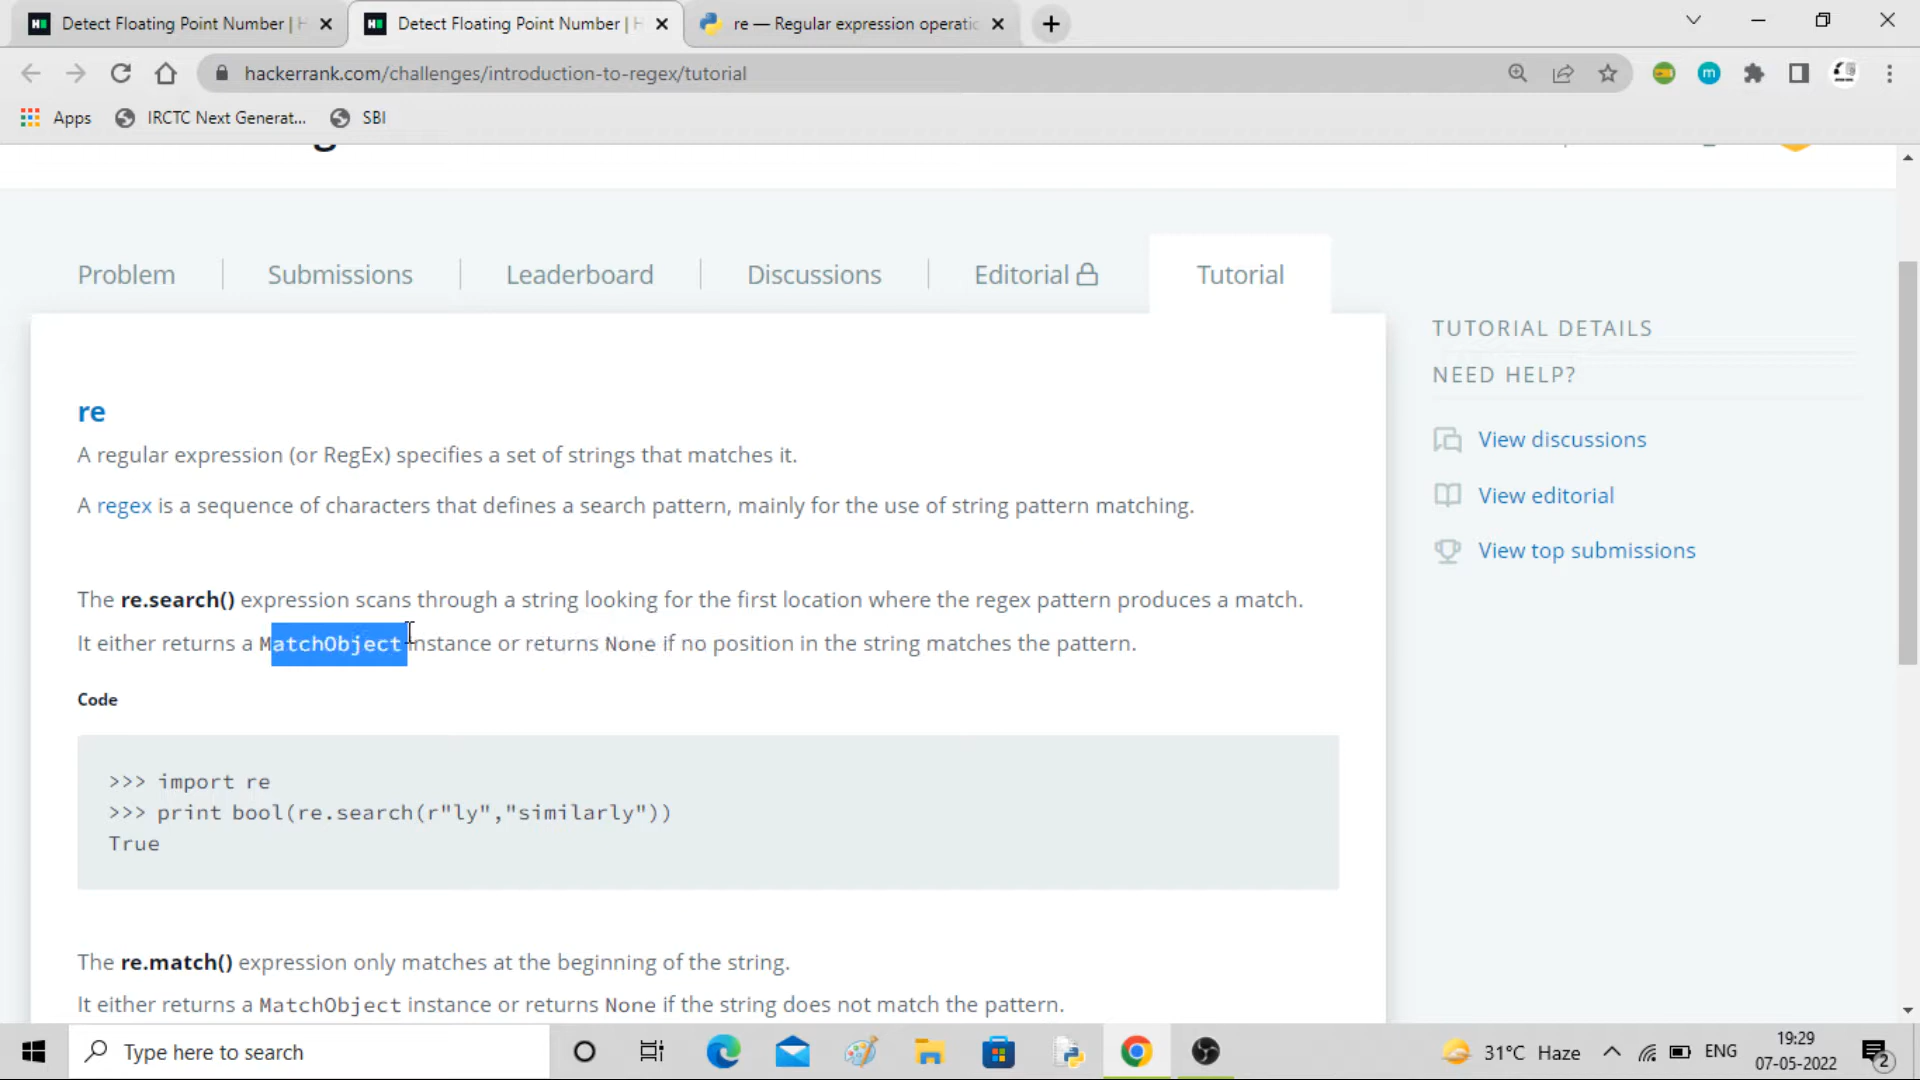 Detect Floating Point Number | H
Detect Floating Point Number | H
re — Regular expression operatio
hackerrank.com/challenges/introduction-to-regex/tutorial
m
Apps
IRCTC Next Generat...
SBI
Problem
Submissions
Leaderboard
Discussions
Editorial
Tutorial
TUTORIAL DETAILS
NEED HELP?
View discussions
View editorial
View top submissions
re
A regular expression (or RegEx) specifies a set of strings that matches it.
A regex is a sequence of characters that defines a search pattern, mainly for the use of string pattern matching.
The re.search() expression scans through a string looking for the first location where the regex pattern produces a match.
It either returns a MatchObject instance or returns None if no position in the string matches the pattern.
Code
>>> import re
>>> print bool(re.search(r"ly","similarly"))
True
The re.match() expression only matches at the beginning of the string.
It either returns a MatchObject instance or returns None if the string does not match the pattern.
Type here to search
31°C Haze
ENG
19:29
07-05-2022
2